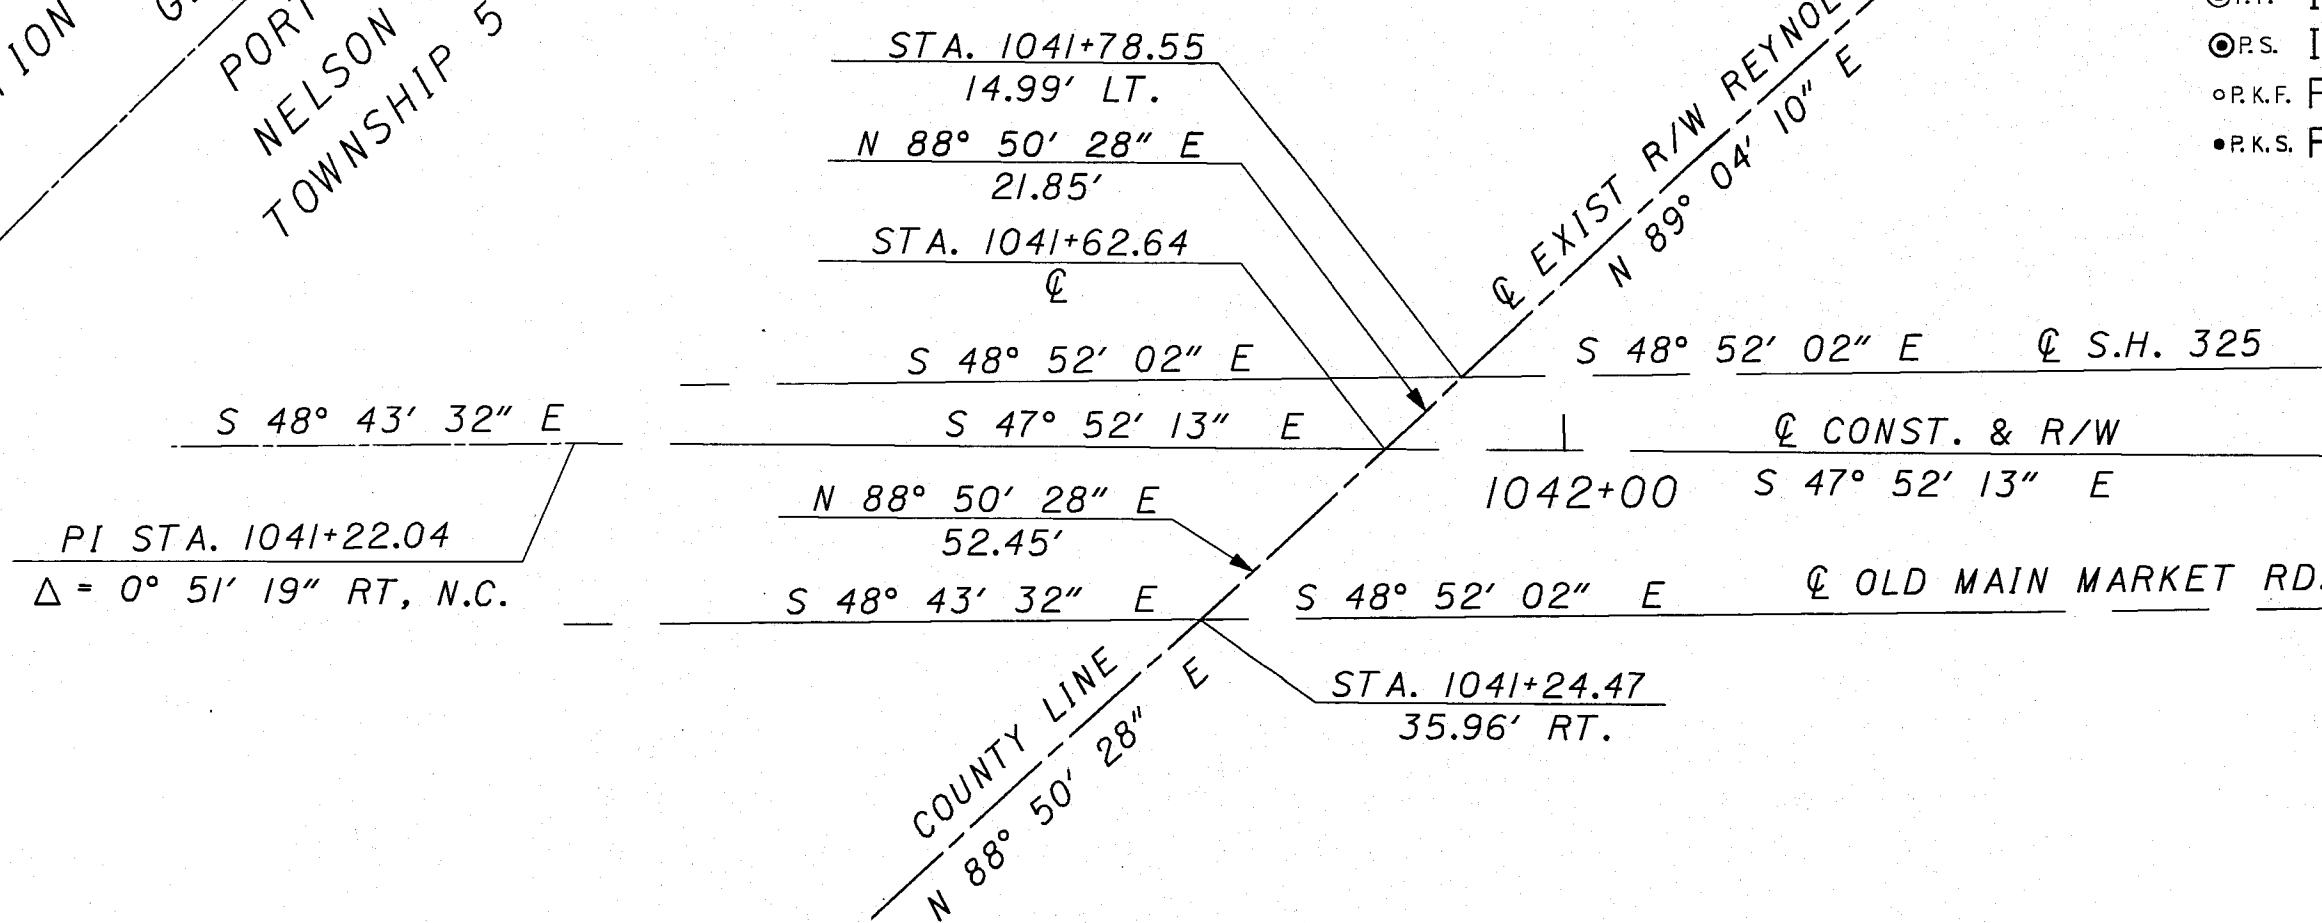 NELSON
TOWNSHIP 5
STA. 1041+78.55
14.99' LT.
N 88° 50' 28" E
21.85'
STA. 1041+62.64
℄
℄ EXIST R/W
N 89° 04' 10" E
P.S.
P.K.F.
P.K.S.
S 48° 52' 02" E
S 48° 52' 02" E ℄ S.H. 325
S 48° 43' 32" E
S 47° 52' 13" E
℄ CONST. & R/W
1042+00
S 47° 52' 13" E
N 88° 50' 28" E
52.45'
PI STA. 1041+22.04
Δ = 0° 51' 19" RT, N.C.
S 48° 43' 32" E
S 48° 52' 02" E
℄ OLD MAIN MARKET RD.
STA. 1041+24.47
35.96' RT.
COUNTY LINE
N 88° 50' 28" E